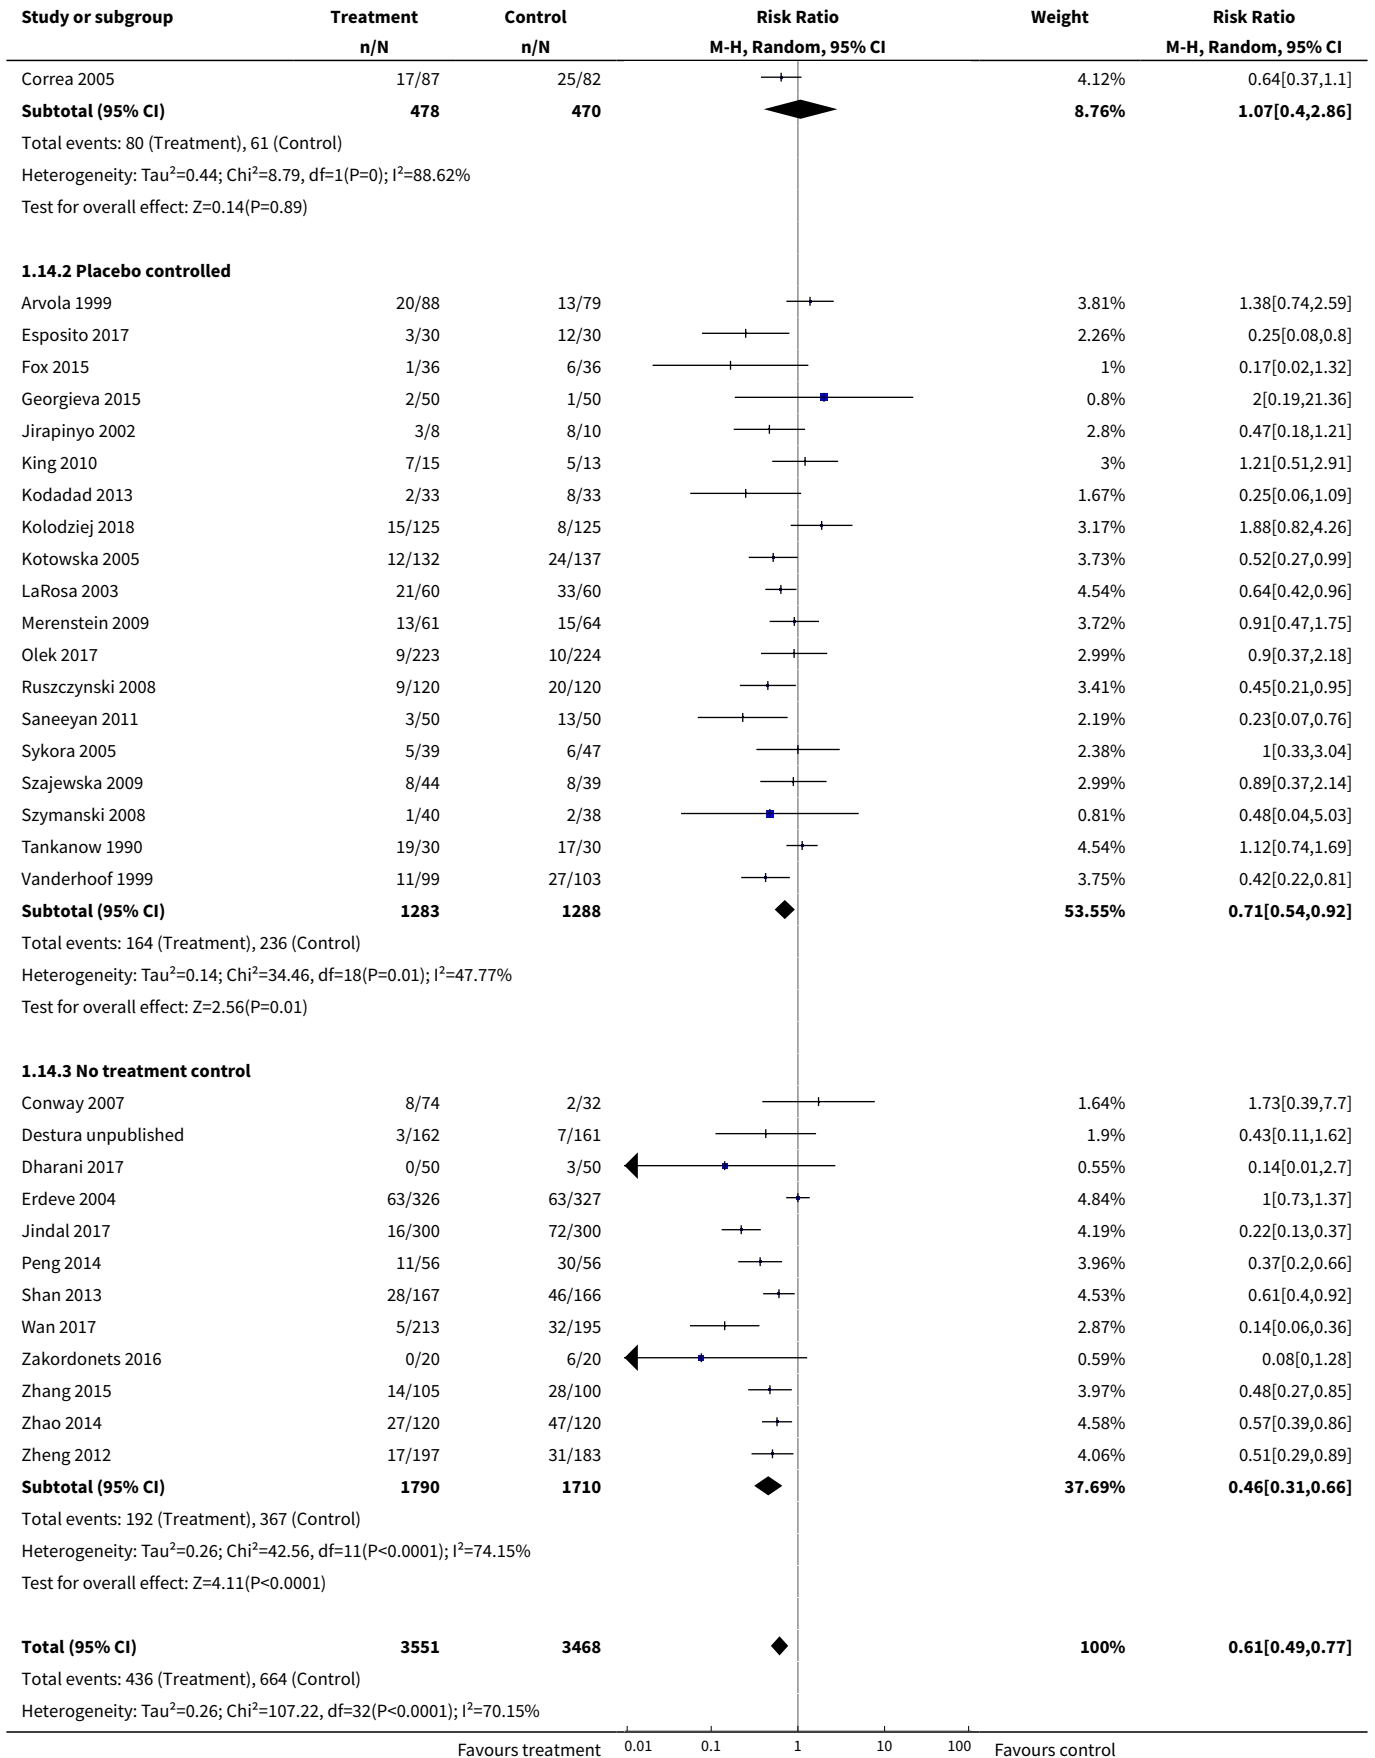 Study or subgroup Treatment Control Risk Ratio Weight Risk Ratio
n/N n/N M-H, Random, 95% CI M-H, Random, 95% CI
Correa 2005 17/87 25/82 4.12% 0.64[0.37,1.1]
Subtotal (95% CI) 478 470 8.76% 1.07[0.4,2.86]
Total events: 80 (Treatment), 61 (Control)
Heterogeneity: Tau²=0.44; Chi²=8.79, df=1(P=0); I²=88.62%
Test for overall effect: Z=0.14(P=0.89)
1.14.2 Placebo controlled
Arvola 1999 20/88 13/79 3.81% 1.38[0.74,2.59]
Esposito 2017 3/30 12/30 2.26% 0.25[0.08,0.8]
Fox 2015 1/36 6/36 1% 0.17[0.02,1.32]
Georgieva 2015 2/50 1/50 0.8% 2[0.19,21.36]
Jirapinyo 2002 3/8 8/10 2.8% 0.47[0.18,1.21]
King 2010 7/15 5/13 3% 1.21[0.51,2.91]
Kodadad 2013 2/33 8/33 1.67% 0.25[0.06,1.09]
Kolodziej 2018 15/125 8/125 3.17% 1.88[0.82,4.26]
Kotowska 2005 12/132 24/137 3.73% 0.52[0.27,0.99]
LaRosa 2003 21/60 33/60 4.54% 0.64[0.42,0.96]
Merenstein 2009 13/61 15/64 3.72% 0.91[0.47,1.75]
Olek 2017 9/223 10/224 2.99% 0.9[0.37,2.18]
Ruszczynski 2008 9/120 20/120 3.41% 0.45[0.21,0.95]
Saneeyan 2011 3/50 13/50 2.19% 0.23[0.07,0.76]
Sykora 2005 5/39 6/47 2.38% 1[0.33,3.04]
Szajewska 2009 8/44 8/39 2.99% 0.89[0.37,2.14]
Szymanski 2008 1/40 2/38 0.81% 0.48[0.04,5.03]
Tankanow 1990 19/30 17/30 4.54% 1.12[0.74,1.69]
Vanderhoof 1999 11/99 27/103 3.75% 0.42[0.22,0.81]
Subtotal (95% CI) 1283 1288 53.55% 0.71[0.54,0.92]
Total events: 164 (Treatment), 236 (Control)
Heterogeneity: Tau²=0.14; Chi²=34.46, df=18(P=0.01); I²=47.77%
Test for overall effect: Z=2.56(P=0.01)
1.14.3 No treatment control
Conway 2007 8/74 2/32 1.64% 1.73[0.39,7.7]
Destura unpublished 3/162 7/161 1.9% 0.43[0.11,1.62]
Dharani 2017 0/50 3/50 0.55% 0.14[0.01,2.7]
Erdeve 2004 63/326 63/327 4.84% 1[0.73,1.37]
Jindal 2017 16/300 72/300 4.19% 0.22[0.13,0.37]
Peng 2014 11/56 30/56 3.96% 0.37[0.2,0.66]
Shan 2013 28/167 46/166 4.53% 0.61[0.4,0.92]
Wan 2017 5/213 32/195 2.87% 0.14[0.06,0.36]
Zakordonets 2016 0/20 6/20 0.59% 0.08[0,1.28]
Zhang 2015 14/105 28/100 3.97% 0.48[0.27,0.85]
Zhao 2014 27/120 47/120 4.58% 0.57[0.39,0.86]
Zheng 2012 17/197 31/183 4.06% 0.51[0.29,0.89]
Subtotal (95% CI) 1790 1710 37.69% 0.46[0.31,0.66]
Total events: 192 (Treatment), 367 (Control)
Heterogeneity: Tau²=0.26; Chi²=42.56, df=11(P<0.0001); I²=74.15%
Test for overall effect: Z=4.11(P<0.0001)
Total (95% CI) 3551 3468 100% 0.61[0.49,0.77]
Total events: 436 (Treatment), 664 (Control)
Heterogeneity: Tau²=0.26; Chi²=107.22, df=32(P<0.0001); I²=70.15%
Favours treatment 0.01 0.1 1 10 100 Favours control